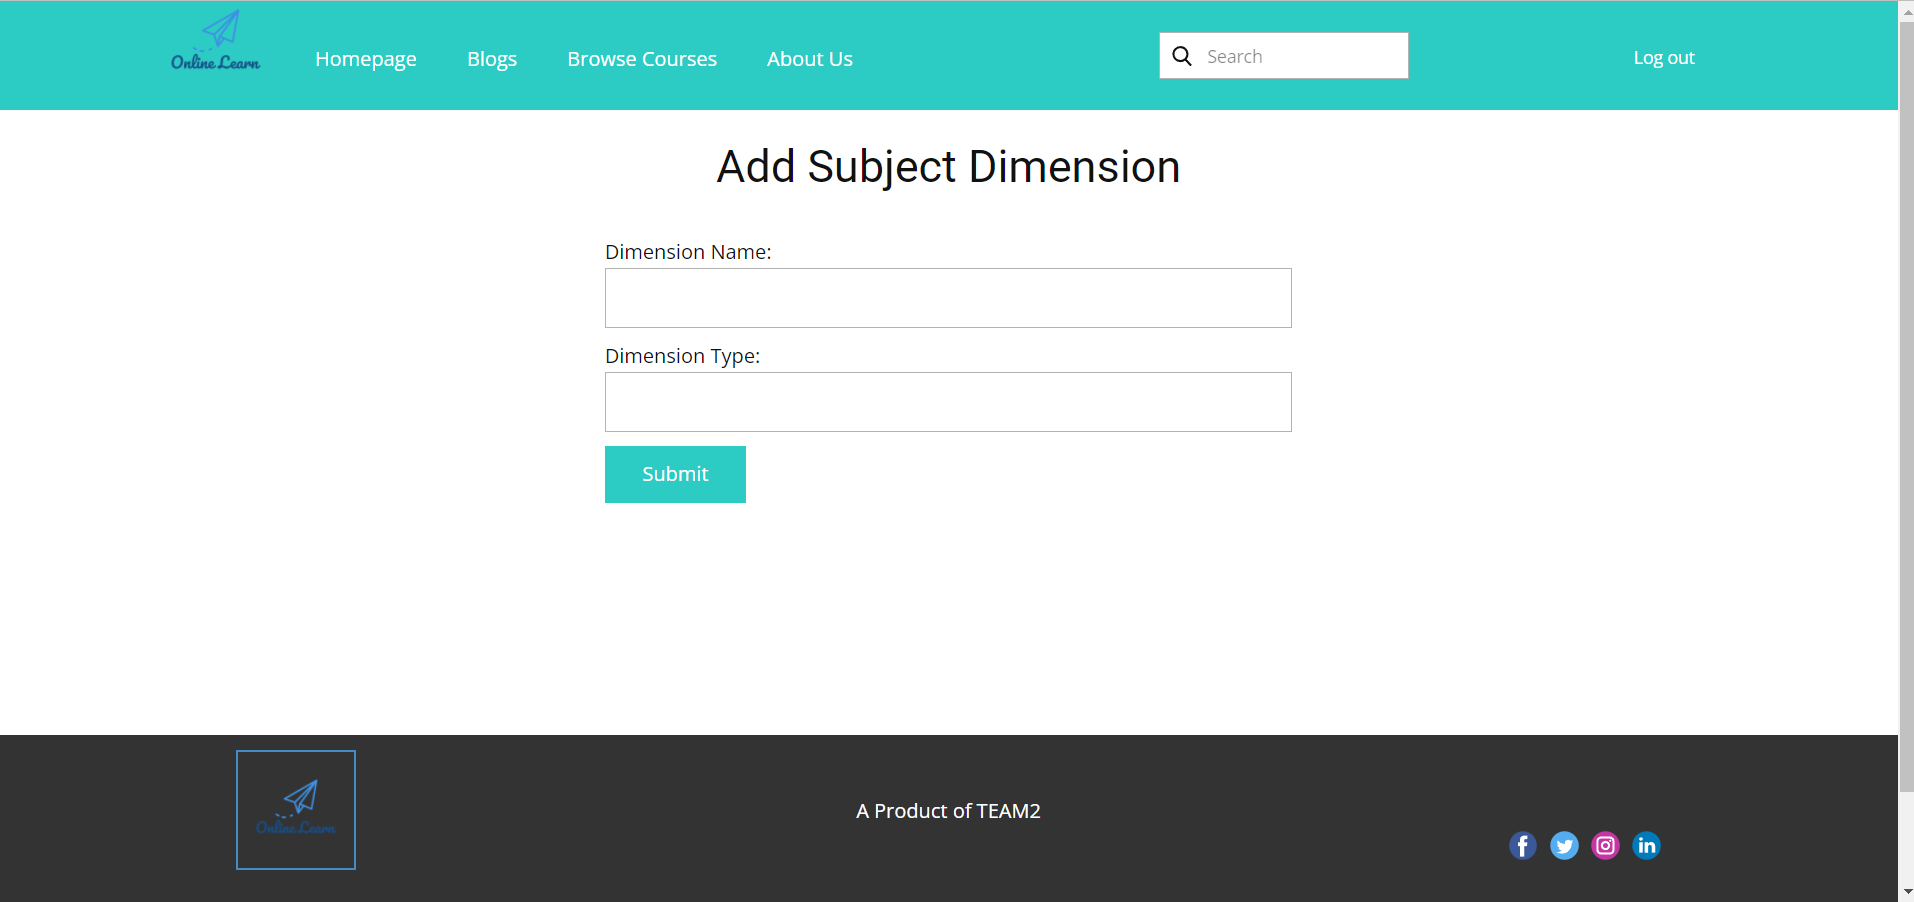 Online Learn
Homepage
Blogs
Browse Courses
About Us
Search
Log out
Add Subject Dimension
Dimension Name:
Dimension Type:
Submit
Online Learn
A Product of TEAM2